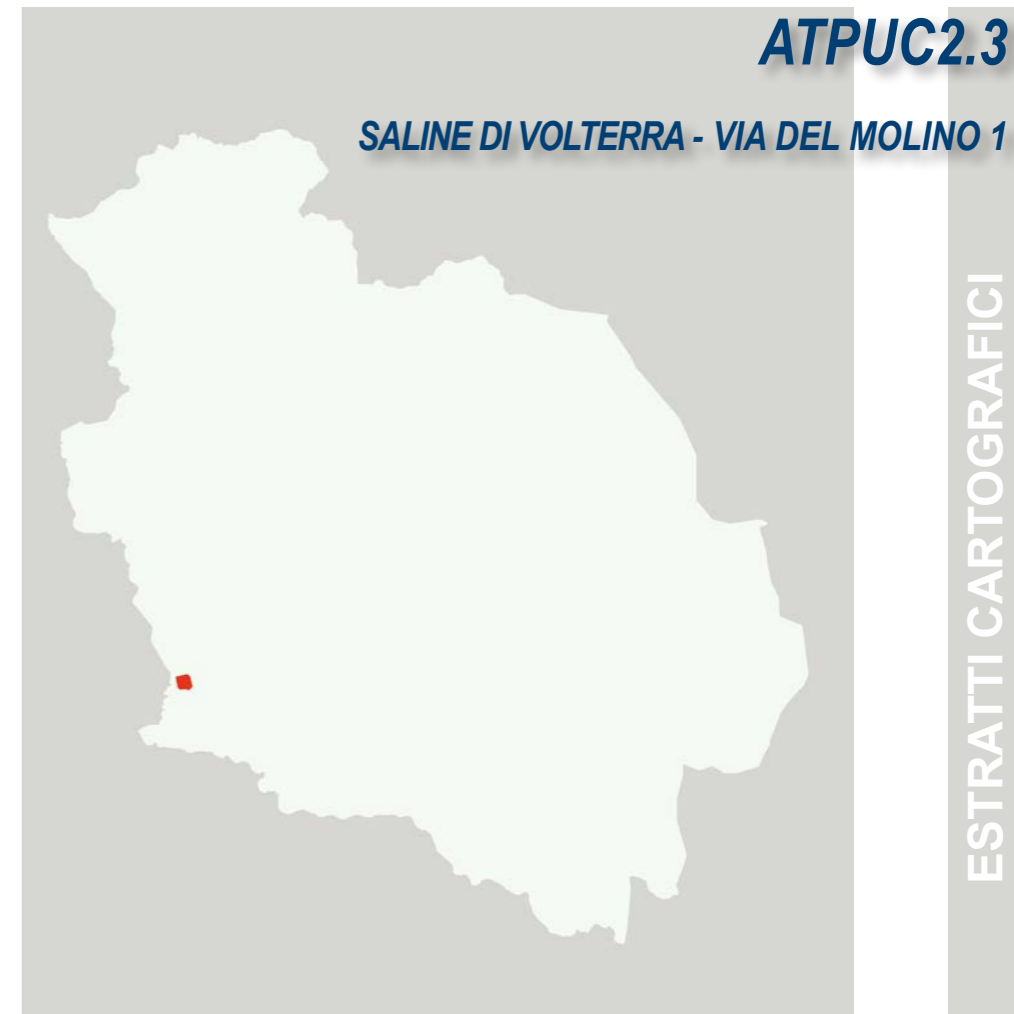 ATPUC2.3
SALINE DI VOLTERRA - VIA DEL MOLINO 1
ESTRATTI CARTOGRAFICI